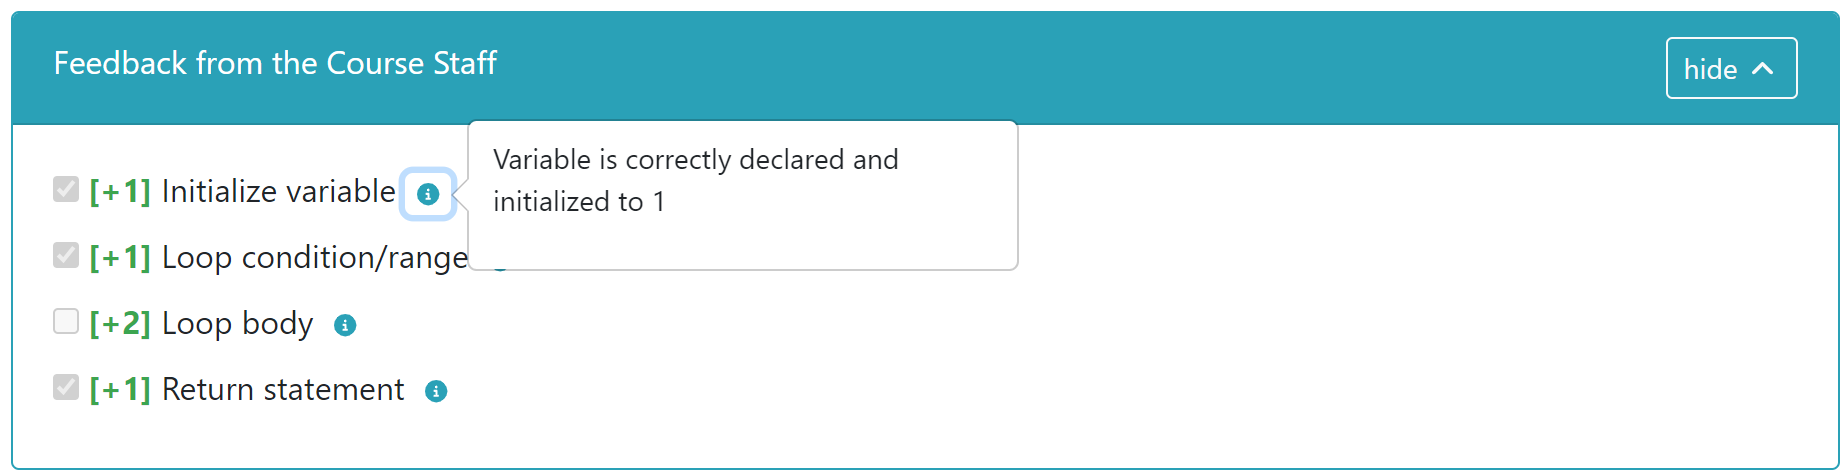 Feedback from the Course Staff
hide
[+1] Initialize variable
Variable is correctly declared and
initialized to 1
[+1] Loop condition/range
[+2] Loop body
[+1] Return statement